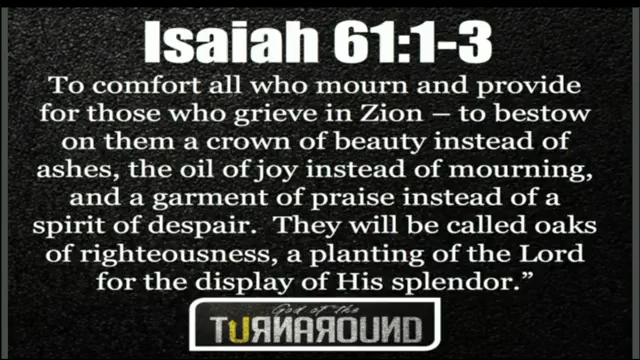 Isaiah 61:1-3
To comfort all who mourn and provide
for those who grieve in Zion – to bestow
on them a crown of beauty instead of
ashes, the oil of joy instead of mourning,
and a garment of praise instead of a
spirit of despair.  They will be called oaks
of righteousness, a planting of the Lord
for the display of His splendor.”
God of the
TURNAROUND